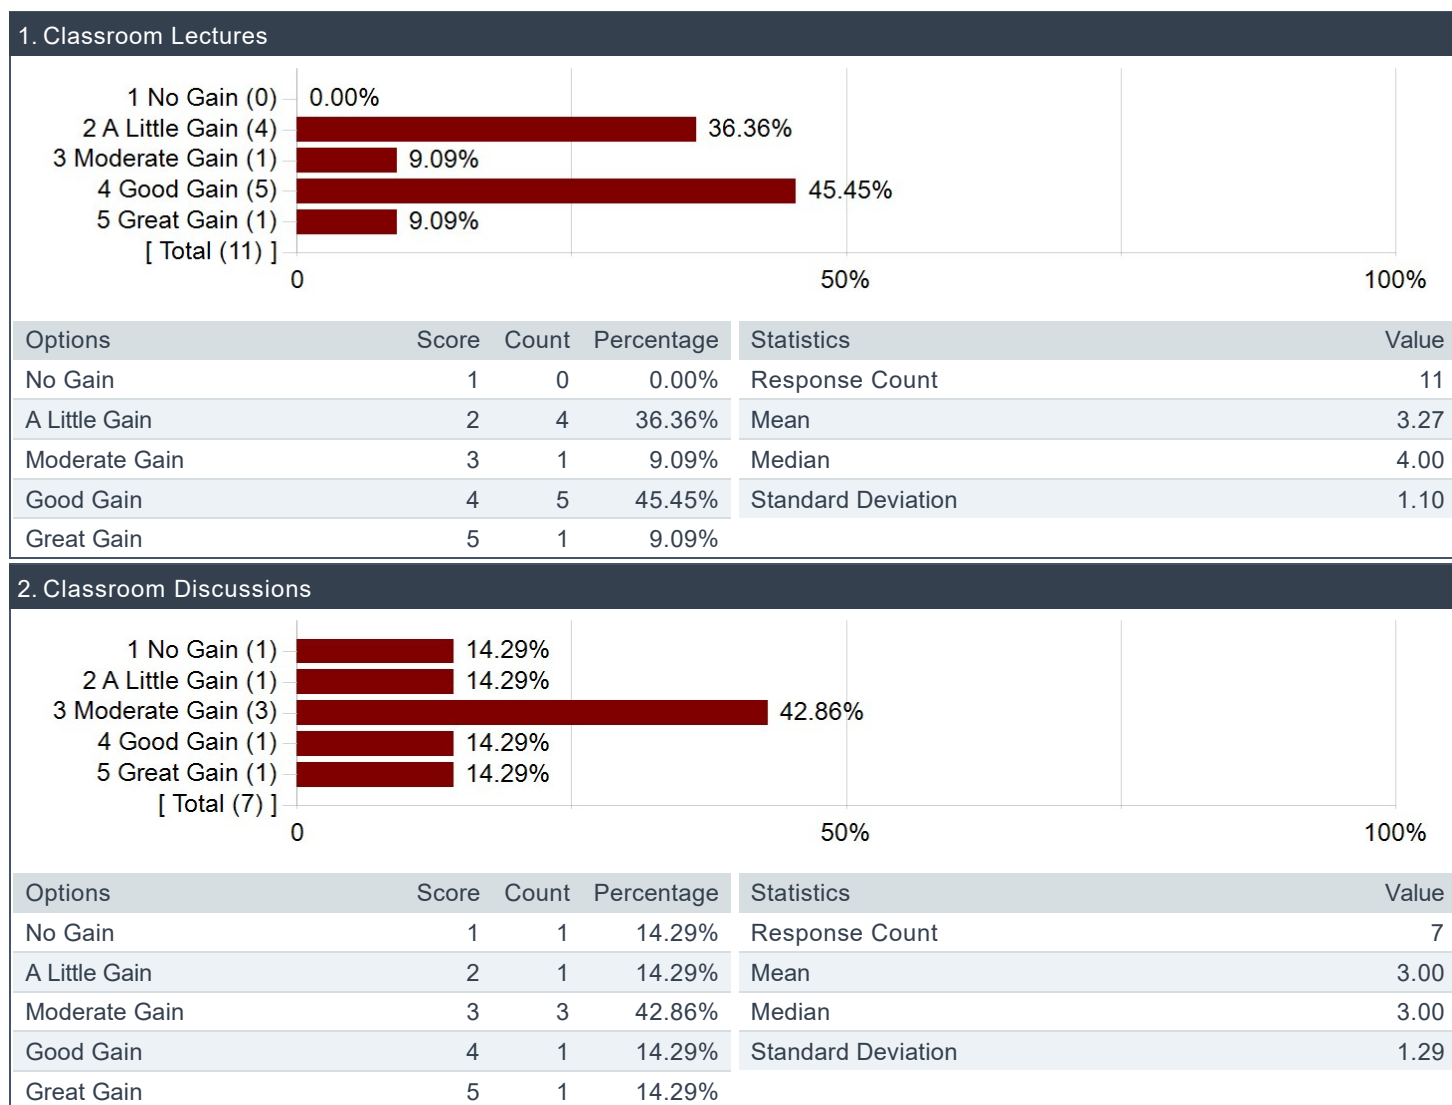 1. Classroom Lectures
1 No Gain (0) 0.00%
2 A Little Gain (4) 36.36%
3 Moderate Gain (1) 9.09%
4 Good Gain (5) 45.45%
5 Great Gain (1) 9.09%
[ Total (11) ]
0 50% 100%
Options Score Count Percentage Statistics Value
No Gain 1 0 0.00% Response Count 11
A Little Gain 2 4 36.36% Mean 3.27
Moderate Gain 3 1 9.09% Median 4.00
Good Gain 4 5 45.45% Standard Deviation 1.10
Great Gain 5 1 9.09%
2. Classroom Discussions
1 No Gain (1) 14.29%
2 A Little Gain (1) 14.29%
3 Moderate Gain (3) 42.86%
4 Good Gain (1) 14.29%
5 Great Gain (1) 14.29%
[ Total (7) ]
0 50% 100%
Options Score Count Percentage Statistics Value
No Gain 1 1 14.29% Response Count 7
A Little Gain 2 1 14.29% Mean 3.00
Moderate Gain 3 3 42.86% Median 3.00
Good Gain 4 1 14.29% Standard Deviation 1.29
Great Gain 5 1 14.29%